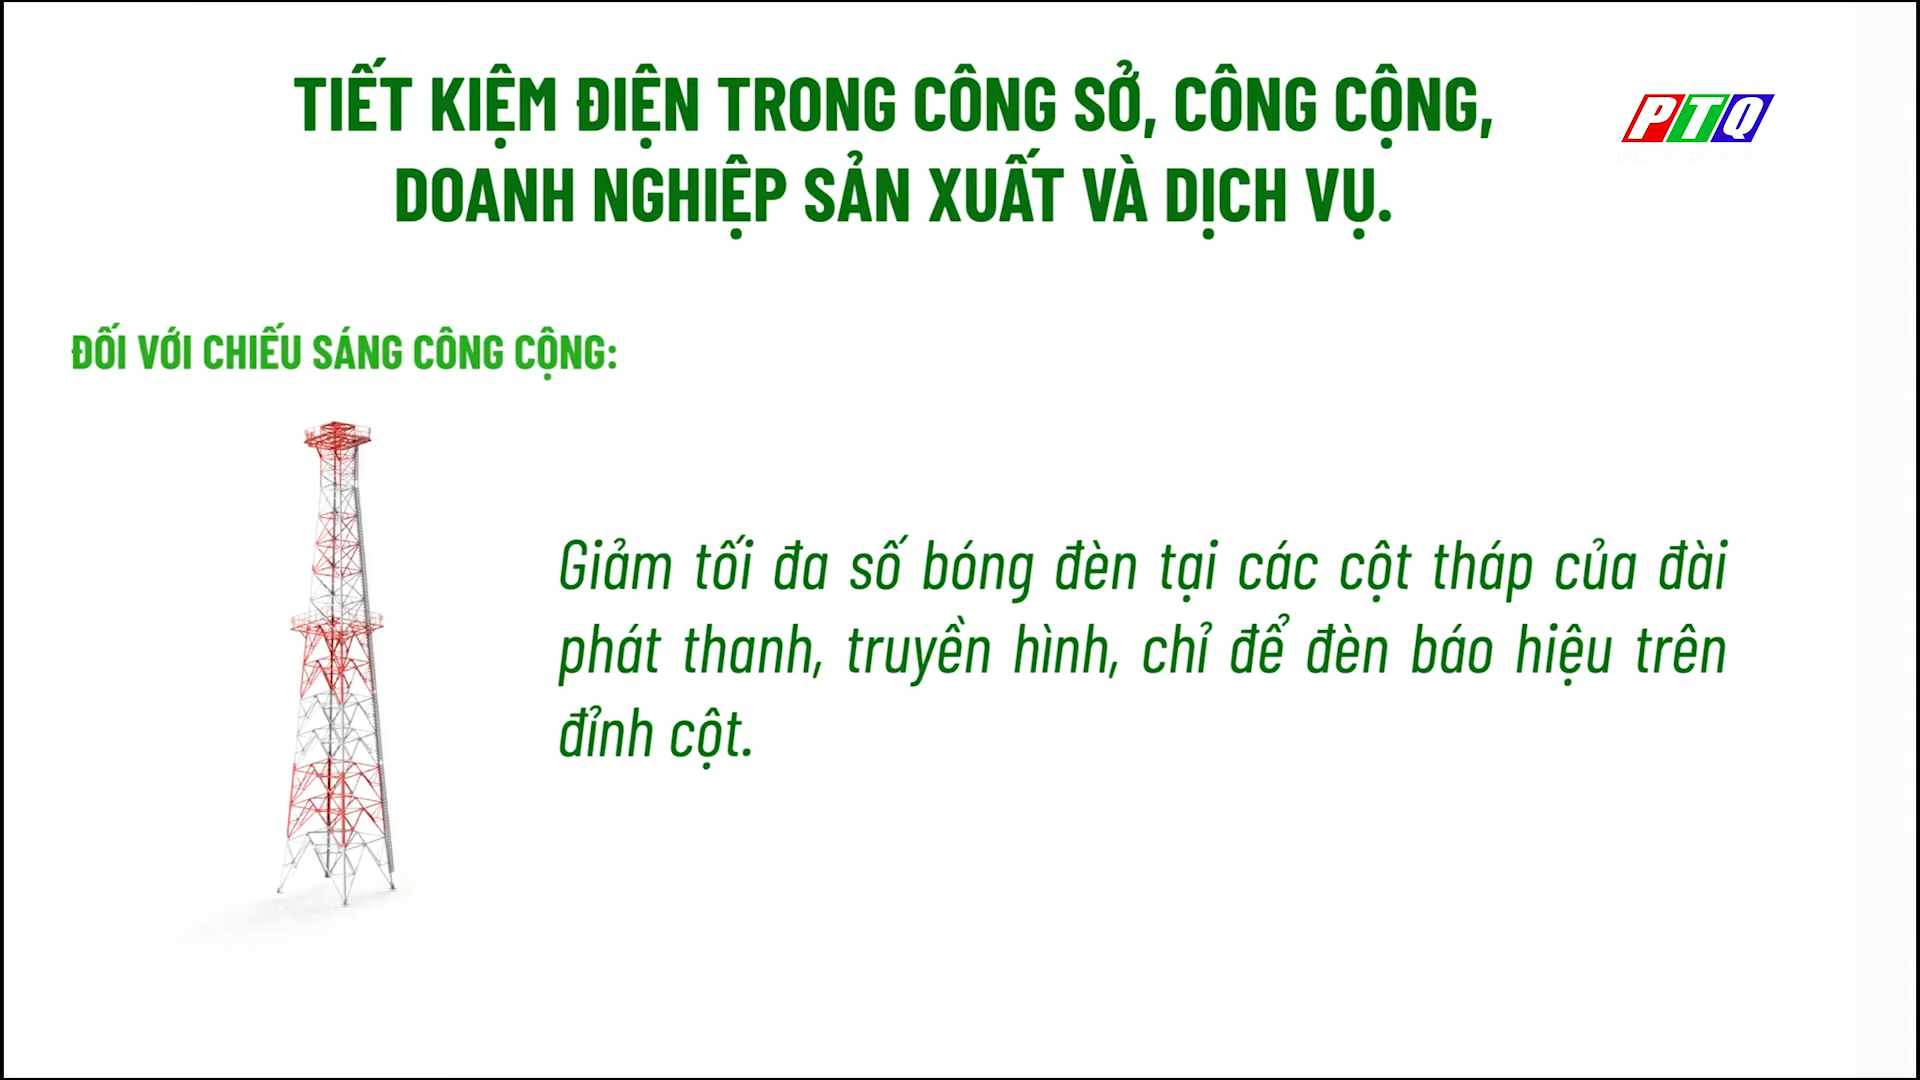 TIẾT KIỆM ĐIỆN TRONG CÔNG SỞ, CÔNG CỘNG,
DOANH NGHIỆP SẢN XUẤT VÀ DỊCH VỤ.
PTQ
ĐỐI VỚI CHIẾU SÁNG CÔNG CỘNG:
Giảm tối đa số bóng đèn tại các cột tháp của đài
phát thanh, truyền hình, chỉ để đèn báo hiệu trên
đỉnh cột.